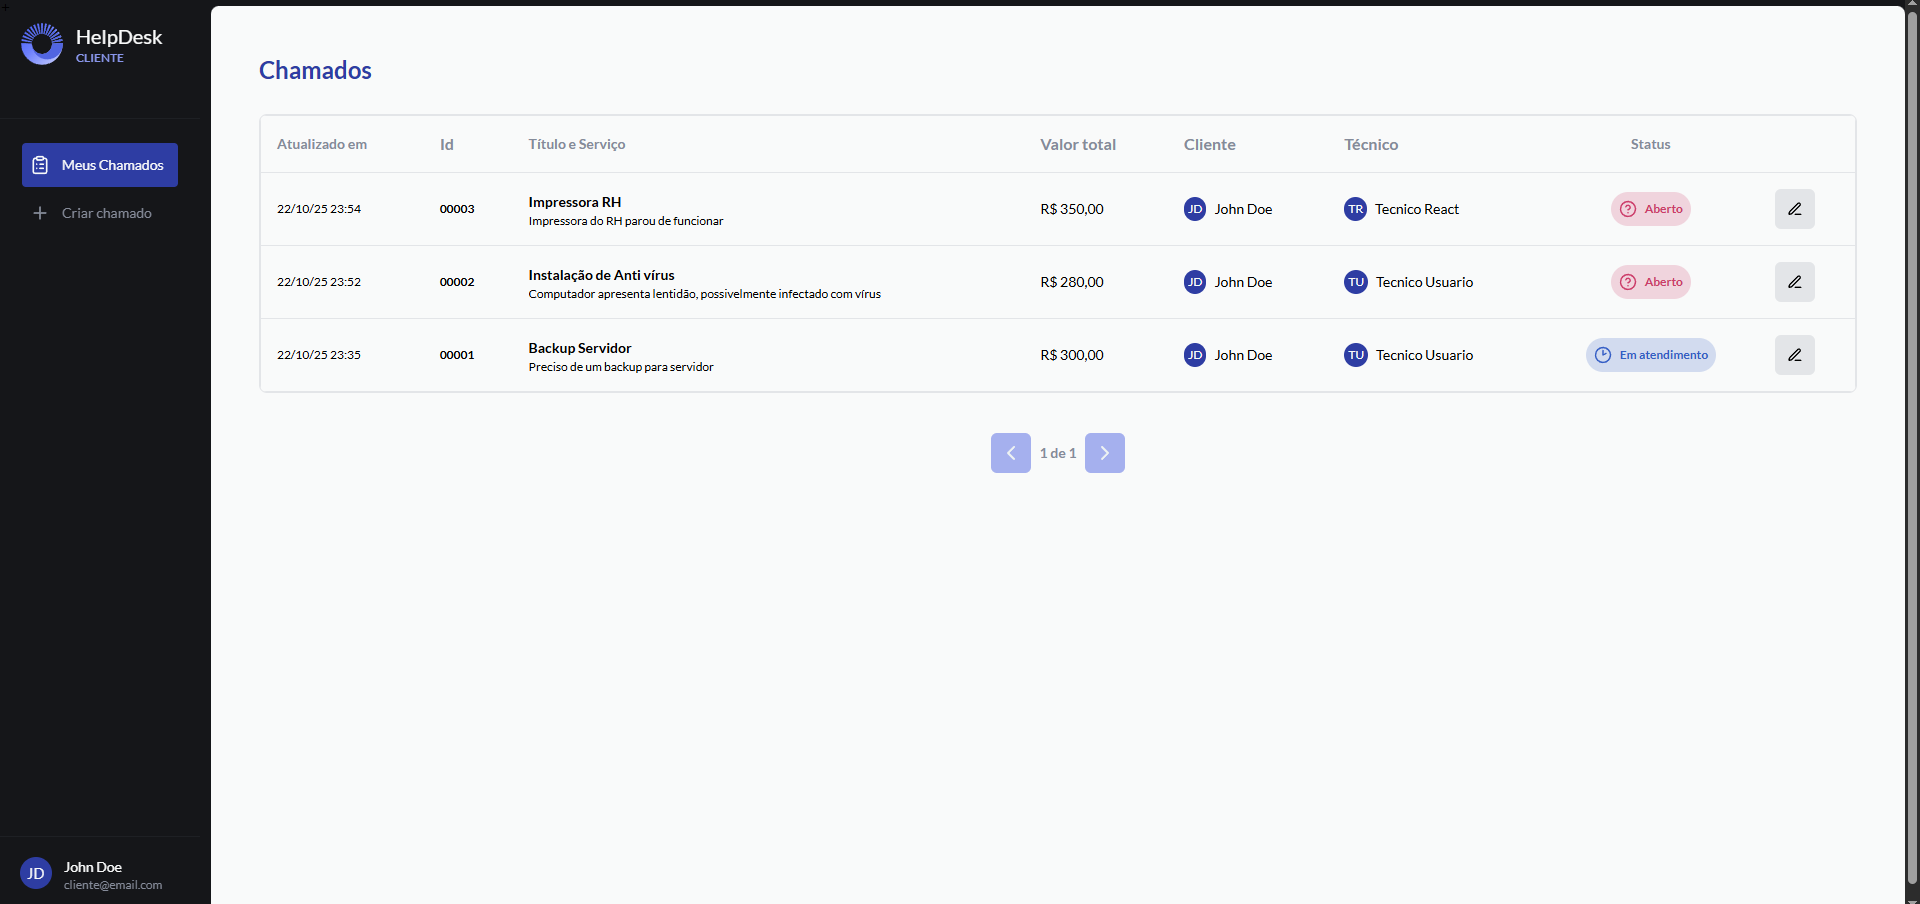 +
HelpDesk
CLIENTE
Meus Chamados
Criar chamado
John Doe
JD
cliente@email.com
Chamados
Atualizado em Id Título e Serviço Valor total Cliente Técnico Status
22/10/25 23:54 00003 Impressora RH R$ 350,00 JD John Doe TR Tecnico React Aberto
Impressora do RH parou de funcionar
22/10/25 23:52 00002 Instalação de Anti vírus R$ 280,00 JD John Doe TU Tecnico Usuario Aberto
Computador apresenta lentidão, possivelmente infectado com vírus
22/10/25 23:35 00001 Backup Servidor R$ 300,00 JD John Doe TU Tecnico Usuario Em atendimento
Preciso de um backup para servidor
1 de 1